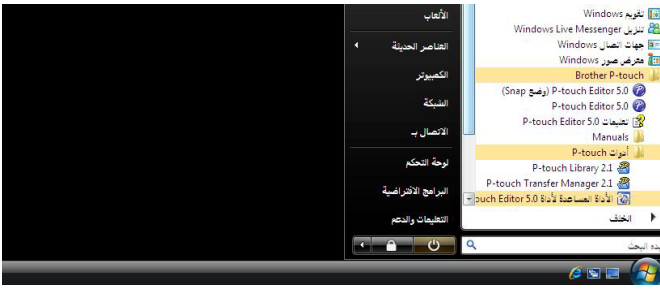 تقويم Windows
تنزيل Windows Live Messenger
جهات اتصال Windows
معرض صور Windows
Brother P-touch
P-touch Editor 5.0 (وضع Snap)
P-touch Editor 5.0
تعليمات P-touch Editor 5.0
Manuals
أدوات P-touch
P-touch Library 2.1
P-touch Transfer Manager 2.1
الأداة المساعدة لأداة ouch Editor 5.0
الخلف
بدء البحث
الألعاب
العناصر الحديثة
الكمبيوتر
الشبكة
الاتصال بـ
لوحة التحكم
البرامج الافتراضية
التعليمات والدعم